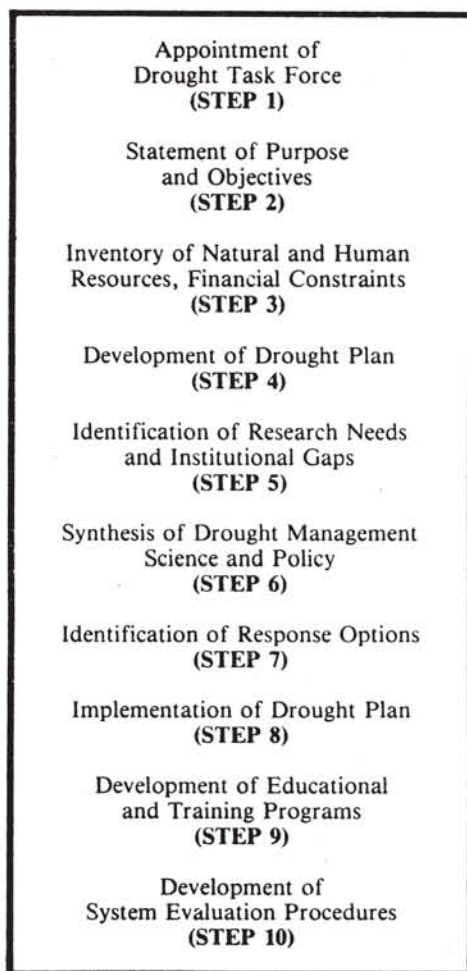 Appointment of
Drought Task Force
(STEP 1)
Statement of Purpose
and Objectives
(STEP 2)
Inventory of Natural and Human
Resources, Financial Constraints
(STEP 3)
Development of Drought Plan
(STEP 4)
Identification of Research Needs
and Institutional Gaps
(STEP 5)
Synthesis of Drought Management
Science and Policy
(STEP 6)
Identification of Response Options
(STEP 7)
Implementation of Drought Plan
(STEP 8)
Development of Educational
and Training Programs
(STEP 9)
Development of
System Evaluation Procedures
(STEP 10)